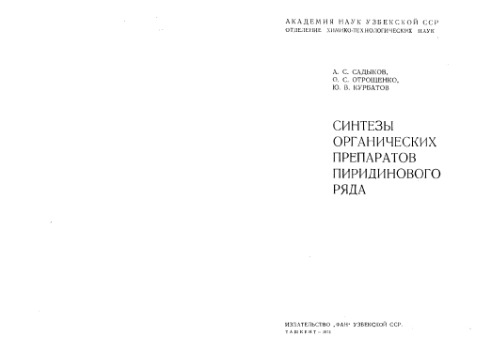 АКАДЕМИЯ НАУК УЗБЕКСКОЙ ССР
ОТДЕЛЕНИЕ ХИМИКО-ТЕХНОЛОГИЧЕСКИХ НАУК
А. С. САДЫКОВ,
О. С. ОТРОЩЕНКО,
Ю. В. КУРБАТОВ
СИНТЕЗЫ
ОРГАНИЧЕСКИХ
ПРЕПАРАТОВ
ПИРИДИНОВОГО
РЯДА
ИЗДАТЕЛЬСТВО „ФАН“ УЗБЕКСКОЙ ССР.
ТАШКЕНТ —